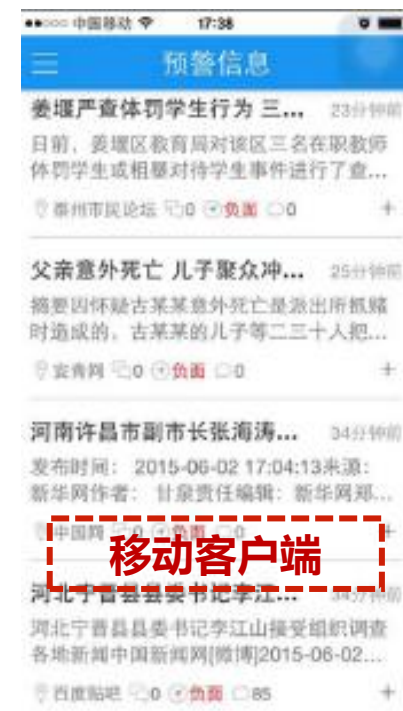 中国移动 17:38
预警信息
姜堰严查体罚学生行为 三... 23分钟前
日前，姜堰区教育局对该区三名在职教师
体罚学生或粗暴对待学生事件进行了查...
泰州市民论坛 0 负面 0 +
父亲意外死亡 儿子聚众冲... 25分钟前
摘要因怀疑古某某意外死亡是派出所抓赌
时造成的，古某某的儿子等二三十人把...
安青网 0 负面 0 +
河南许昌市副市长张海涛... 34分钟前
发布时间： 2015-06-02 17:04:13来源：
新华网作者： 甘泉责任编辑：新华网郑...
中国网 0 负面 0 +
移动客户端
河北宁晋县县委书记李江... 34分钟前
河北宁晋县县委书记李江山接受组织调查
各地新闻中国新闻网[微博]2015-06-02...
百度贴吧 0 负面 85 +